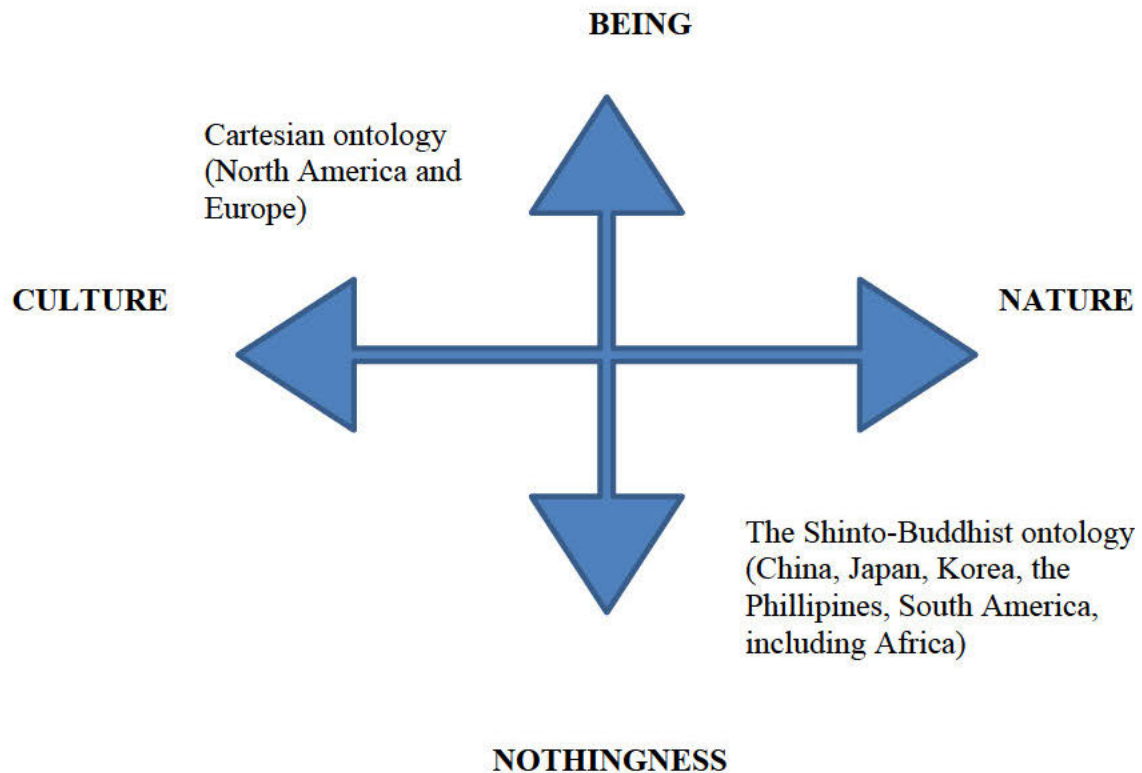 BEING
Cartesian ontology
(North America and
Europe)
CULTURE
NATURE
The Shinto-Buddhist ontology
(China, Japan, Korea, the
Phillipines, South America,
including Africa)
NOTHINGNESS